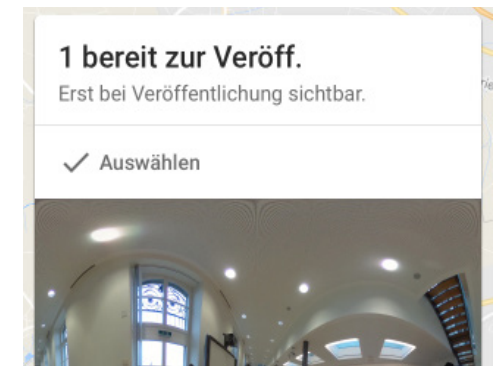 1 bereit zur Veröff.
Erst bei Veröffentlichung sichtbar.
Auswählen